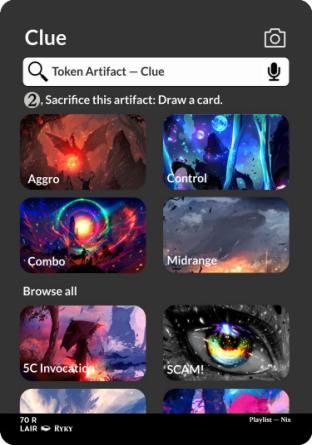 Clue
Token Artifact — Clue
2, Sacrifice this artifact: Draw a card.
Aggro
Control
Combo
Midrange
Browse all
5C Invocation
SCAM!
70 R
Playlist — Nix
LAIR Ryky